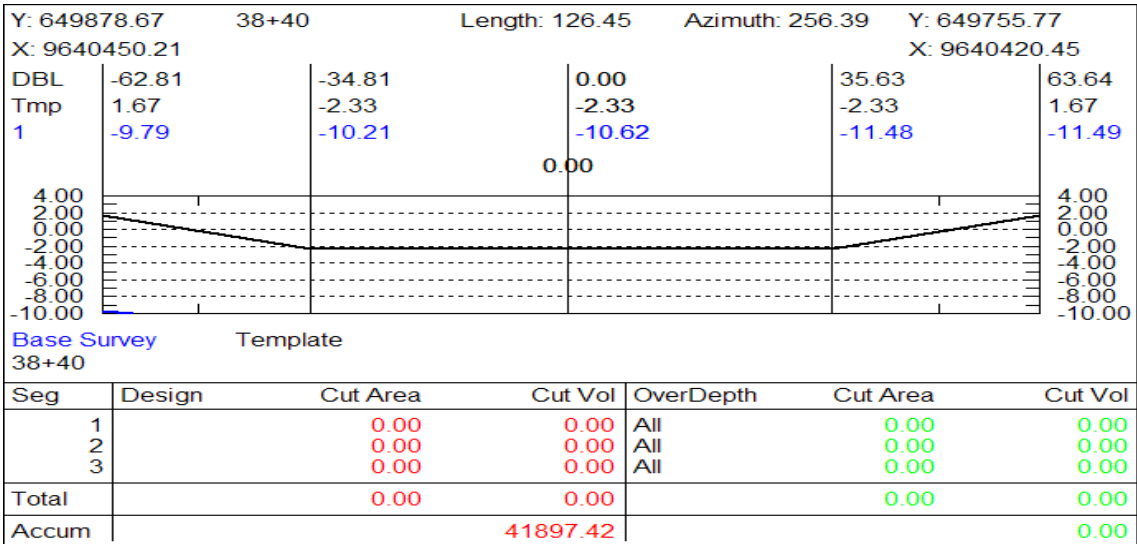 Y: 649878.67 38+40 Length: 126.45 Azimuth: 256.39 Y: 649755.77
X: 9640450.21 X: 9640420.45
DBL -62.81 -34.81 0.00 35.63 63.64
Tmp 1.67 -2.33 -2.33 -2.33 1.67
1 -9.79 -10.21 -10.62 -11.48 -11.49
0.00
4.00 4.00
2.00 2.00
0.00 0.00
-2.00 -2.00
-4.00 -4.00
-6.00 -6.00
-8.00 -8.00
-10.00 -10.00
Base Survey Template
38+40
Seg Design Cut Area Cut Vol OverDepth Cut Area Cut Vol
1 0.00 0.00 All 0.00 0.00
2 0.00 0.00 All 0.00 0.00
3 0.00 0.00 All 0.00 0.00
Total 0.00 0.00 0.00 0.00
Accum 41897.42 0.00